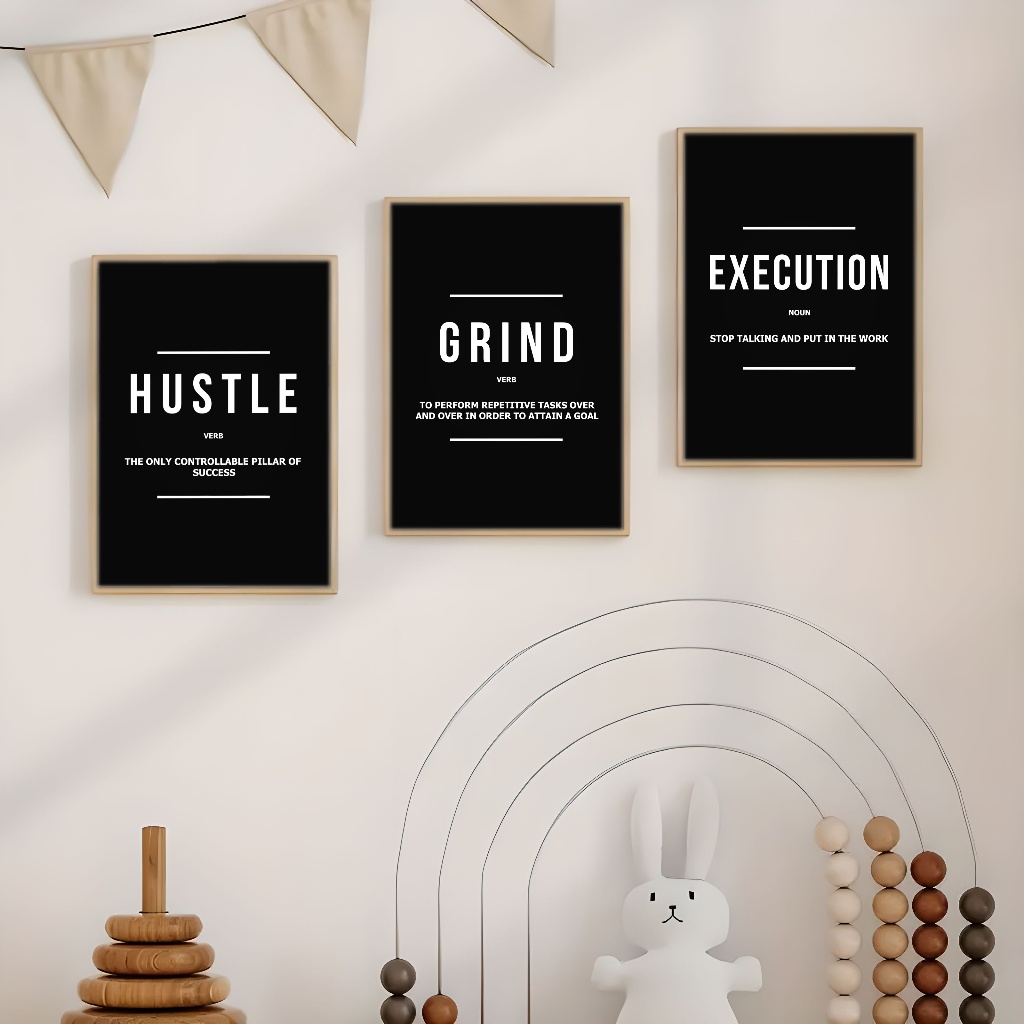 HUSTLE
VERB
THE ONLY CONTROLLABLE PILLAR OF
SUCCESS
GRIND
VERB
TO PERFORM REPETITIVE TASKS OVER
AND OVER IN ORDER TO ATTAIN A GOAL
EXECUTION
NOUN
STOP TALKING AND PUT IN THE WORK